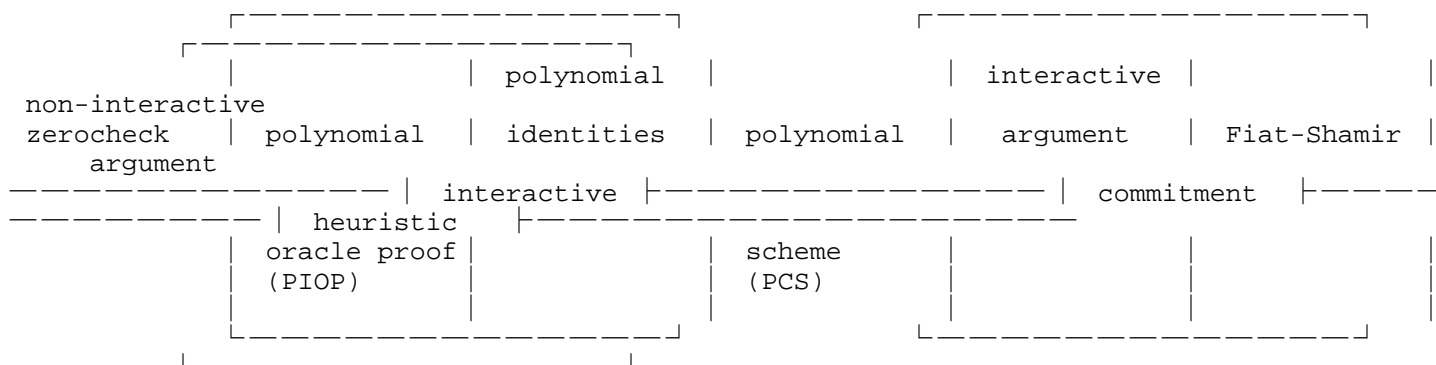 polynomial interactive
non-interactive
zerocheck polynomial identities polynomial argument Fiat-Shamir
argument
interactive commitment
heuristic
oracle proof scheme
(PIOP) (PCS)